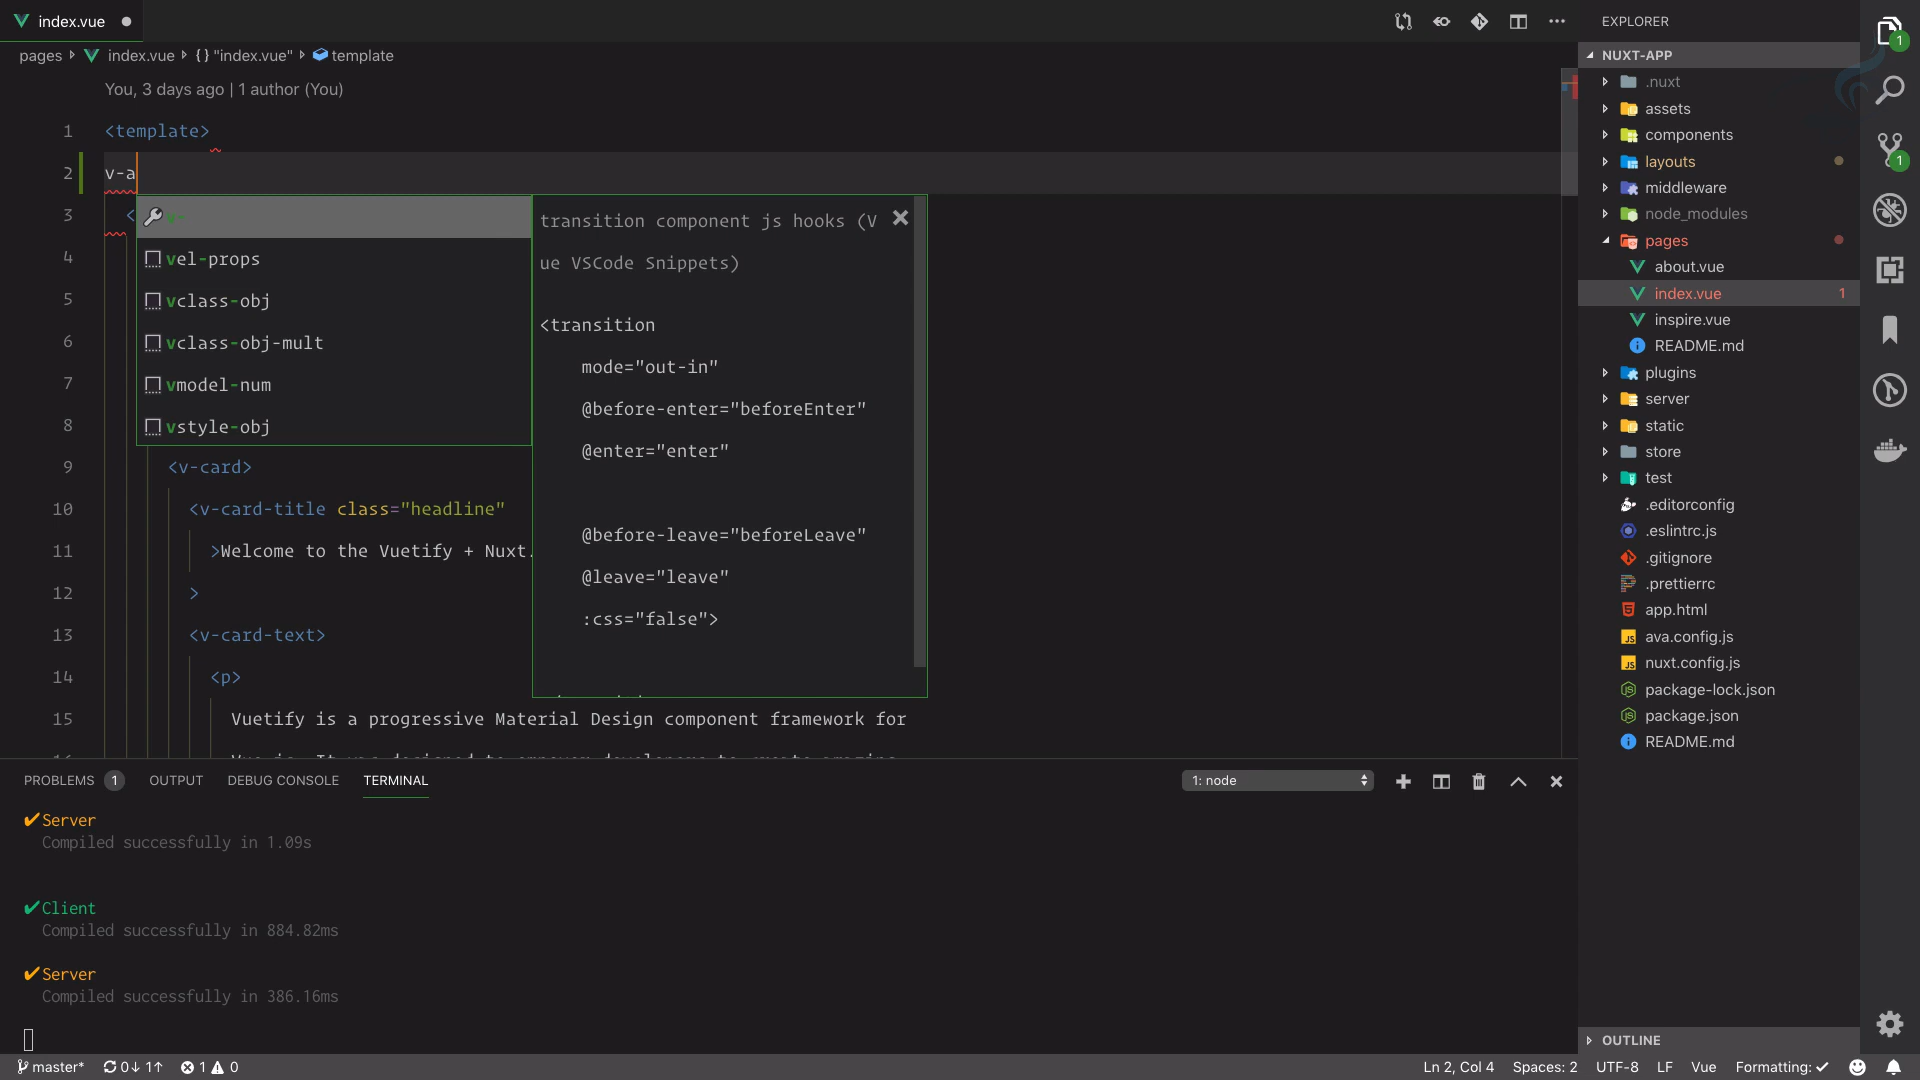 index.vue
pages index.vue {} "index.vue" template
You, 3 days ago | 1 author (You)
1 <template>
2 v-a
3 <
v-
4
vel-props
5
vclass-obj
6
vclass-obj-mult
7
vmodel-num
8
vstyle-obj
transition component js hooks (V
ue VSCode Snippets)
<transition
mode="out-in"
@before-enter="beforeEnter"
@enter="enter"
@before-leave="beforeLeave"
@leave="leave"
:css="false">
9 <v-card>
10 <v-card-title class="headline"
11 >Welcome to the Vuetify + Nuxt.
12 >
13 <v-card-text>
14 <p>
15 Vuetify is a progressive Material Design component framework for
PROBLEMS 1 OUTPUT DEBUG CONSOLE TERMINAL
1: node
✔Server
Compiled successfully in 1.09s
✔Client
Compiled successfully in 884.82ms
✔Server
Compiled successfully in 386.16ms
EXPLORER
NUXT-APP
.nuxt
assets
components
layouts
middleware
node_modules
pages
about.vue
index.vue 1
inspire.vue
README.md
plugins
server
static
store
test
.editorconfig
.eslintrc.js
.gitignore
.prettierrc
app.html
ava.config.js
nuxt.config.js
package-lock.json
package.json
README.md
OUTLINE
1
1
master* 0↓ 1↑ 1 0
Ln 2, Col 4 Spaces: 2 UTF-8 LF Vue Formatting: ✔